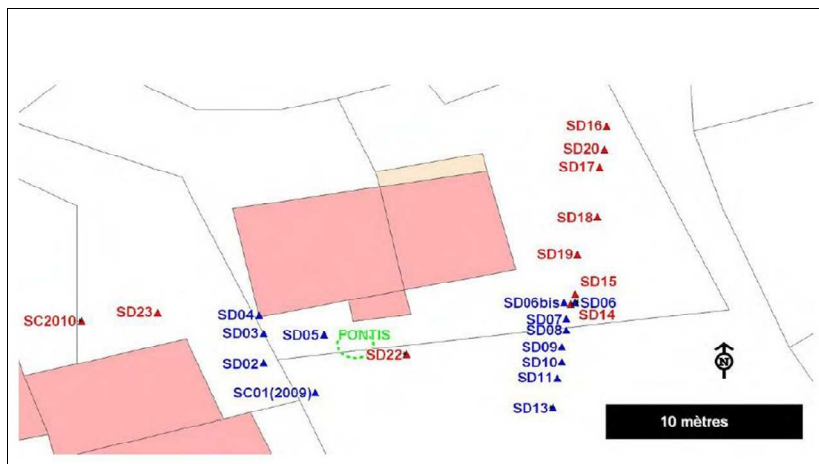 SD16
SD20
SD17
SD18
SD19
SD15
SD06bis SD06
SC2010 SD23 SD04
SD14
SD07
SD03 SD05 FONTIS
SD08
SD09
SD22
SD02 SD10
SD11
SC01(2009)
SD13
N
10 mètres